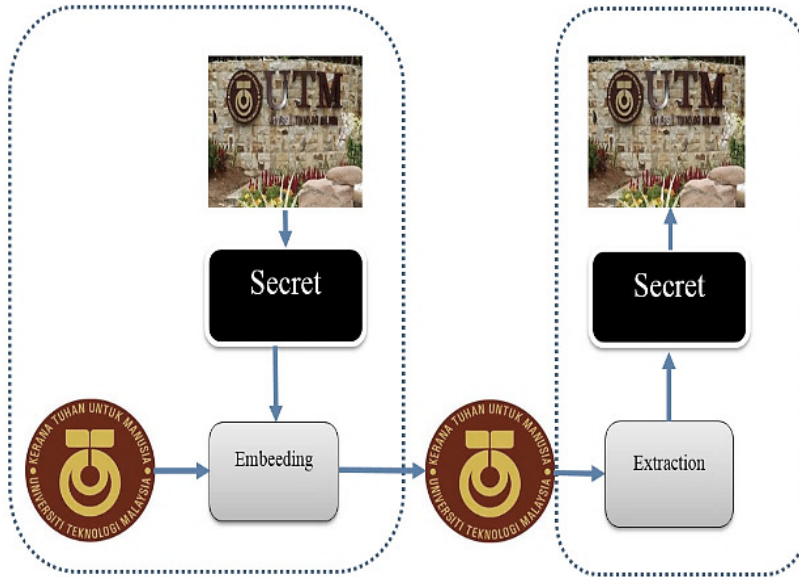 UTM
UTM
Secret
Secret
KERANA TUHAN UNTUK MANUSIA
UNIVERSITI TEKNOLOGI MALAYSIA
Embeeding
KERANA TUHAN UNTUK MANUSIA
UNIVERSITI TEKNOLOGI MALAYSIA
Extraction